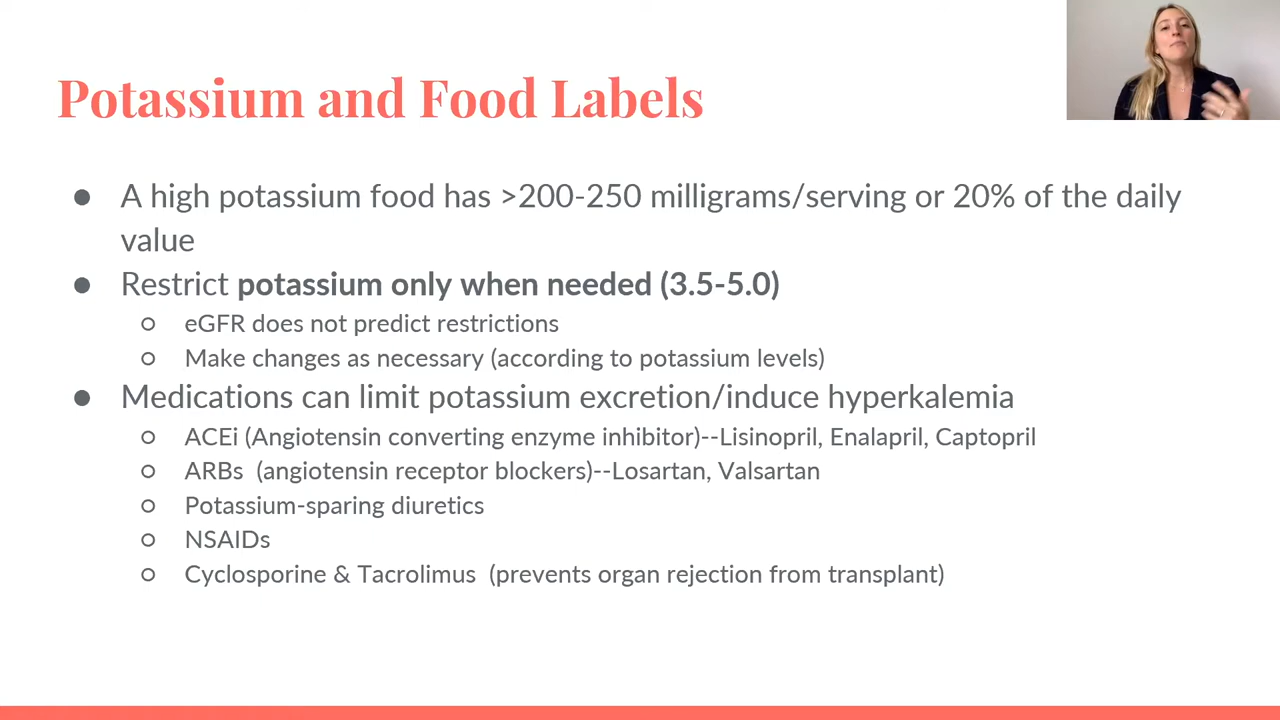 Potassium and Food Labels
● A high potassium food has >200-250 milligrams/serving or 20% of the daily
value
● Restrict potassium only when needed (3.5-5.0)
○ eGFR does not predict restrictions
○ Make changes as necessary (according to potassium levels)
● Medications can limit potassium excretion/induce hyperkalemia
○ ACEi (Angiotensin converting enzyme inhibitor)--Lisinopril, Enalapril, Captopril
○ ARBs  (angiotensin receptor blockers)--Losartan, Valsartan
○ Potassium-sparing diuretics
○ NSAIDs
○ Cyclosporine & Tacrolimus  (prevents organ rejection from transplant)